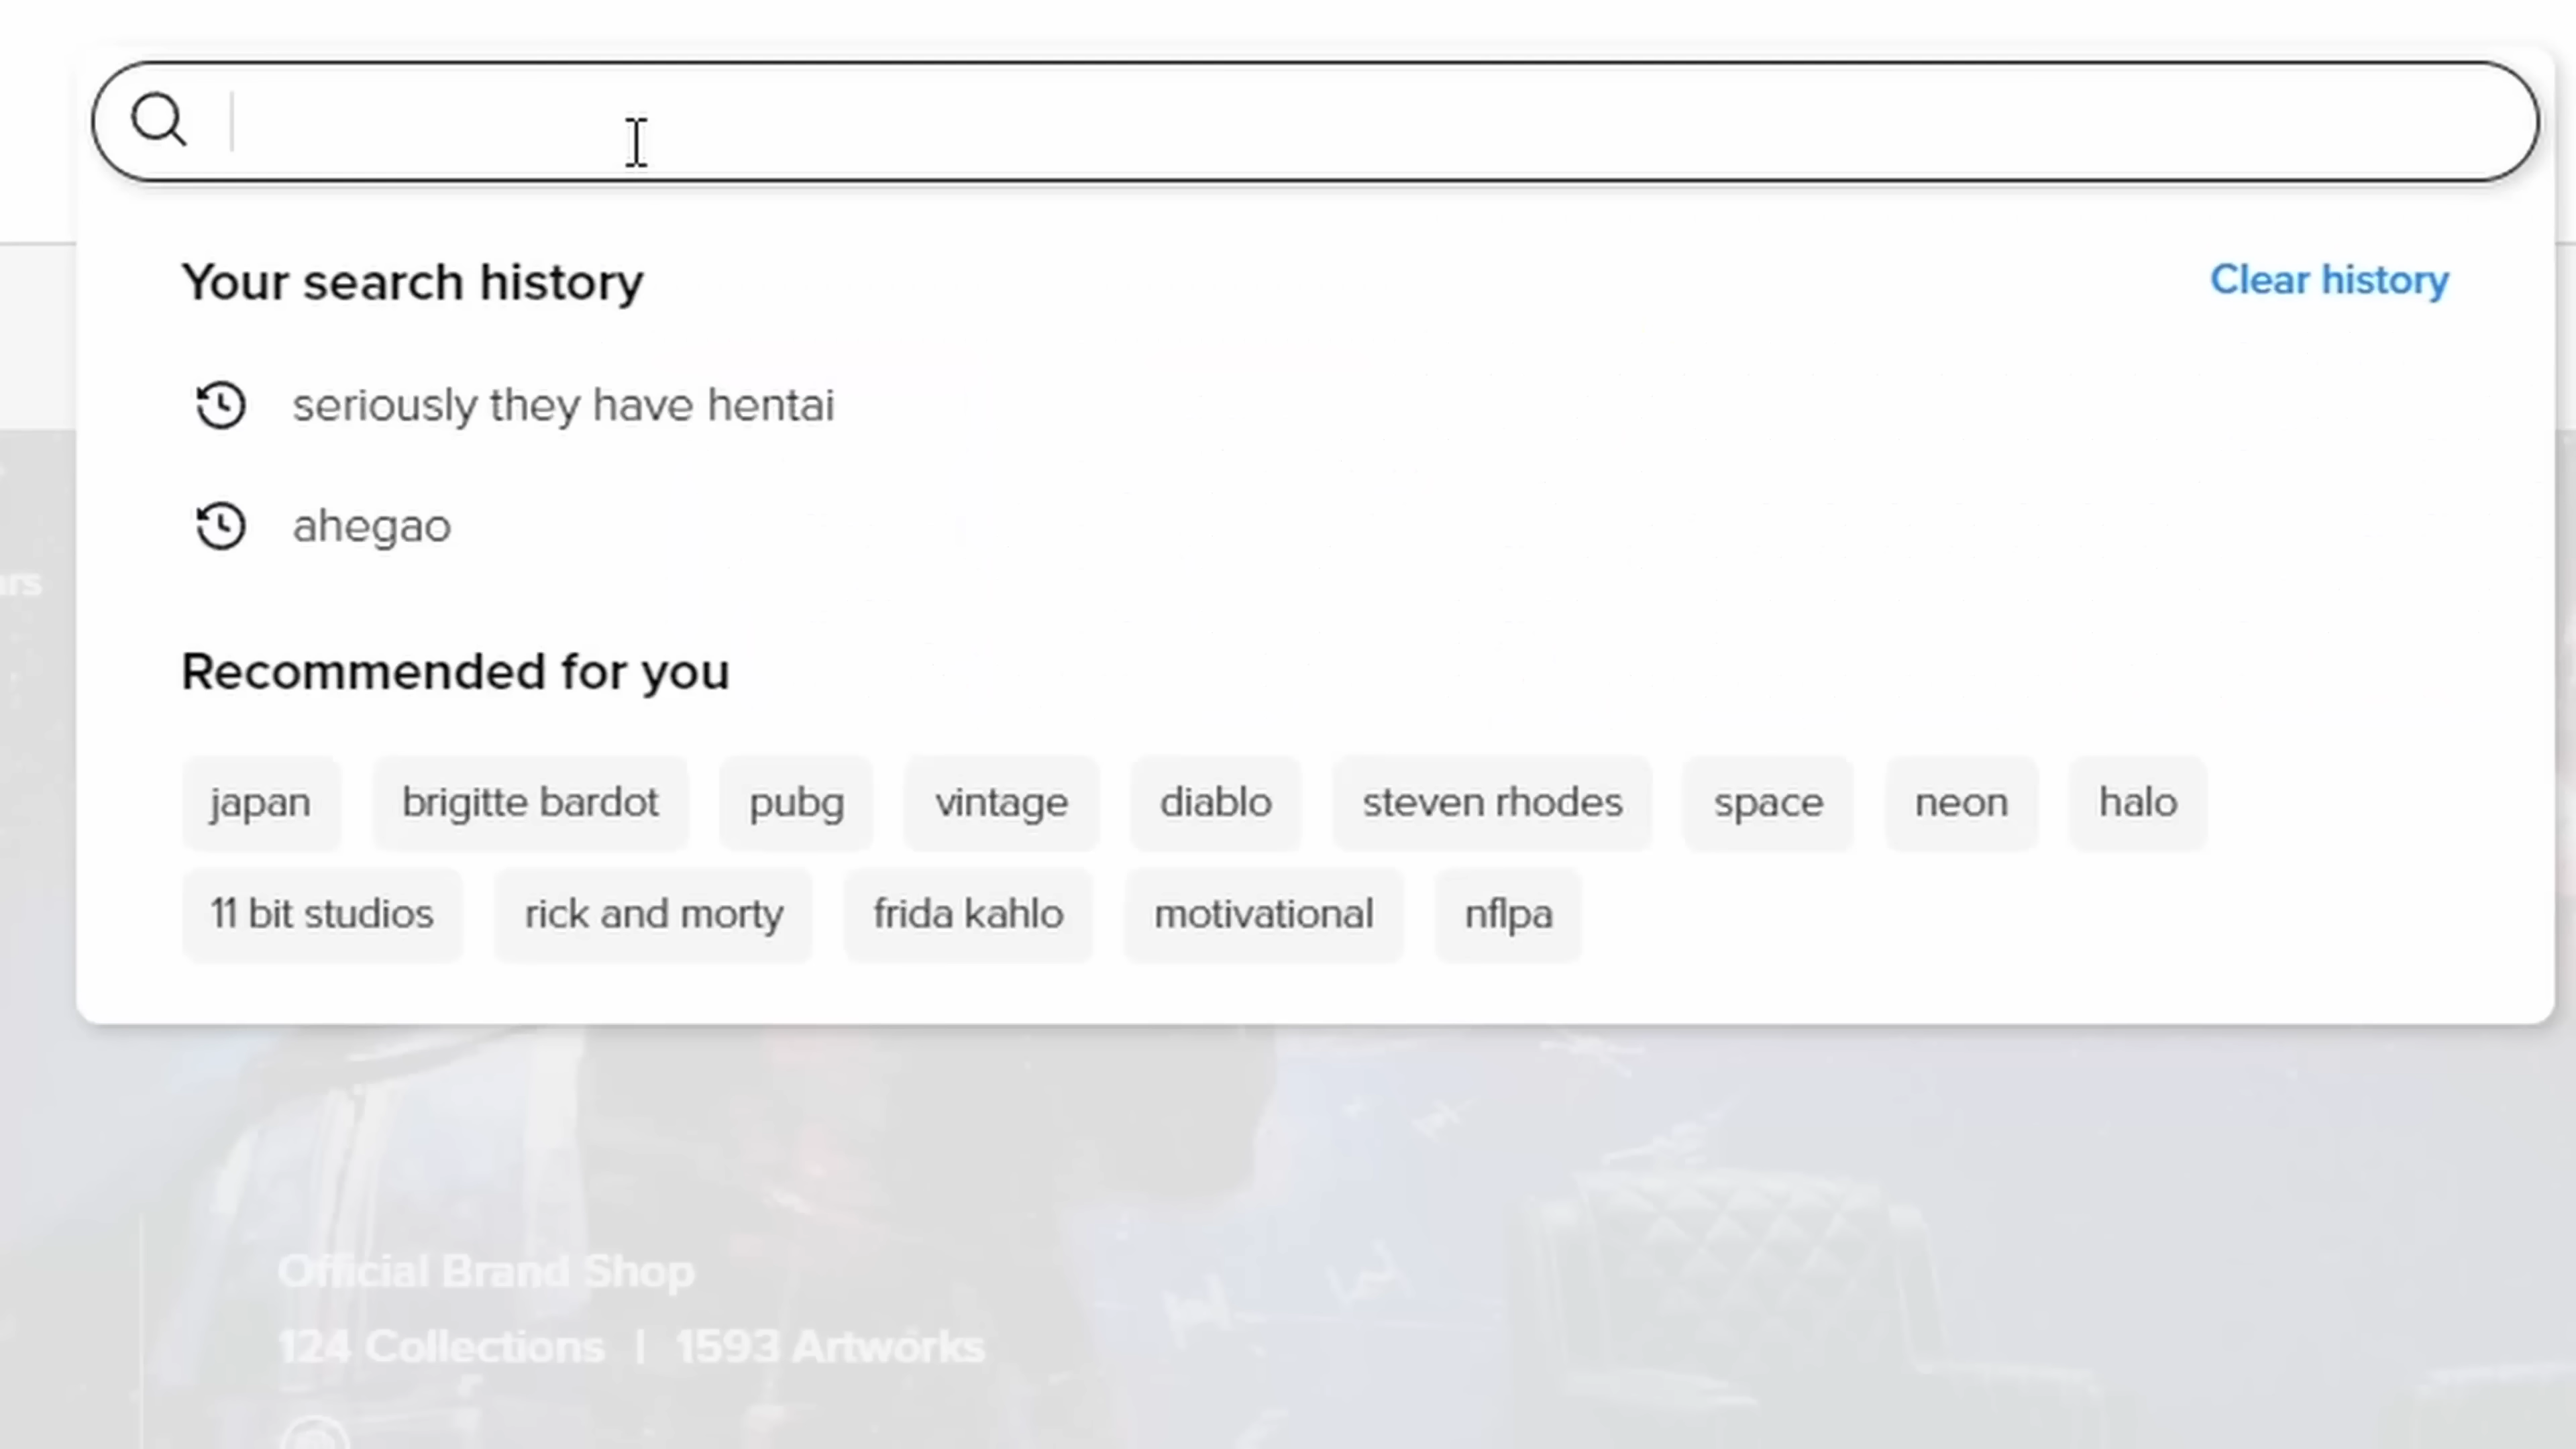 Your search history
Clear history
seriously they have hentai
ahegao
Recommended for you
japan brigitte bardot pubg vintage diablo steven rhodes space neon halo
11 bit studios rick and morty frida kahlo motivational nflpa
Official Brand Shop
124 Collections | 1593 Artworks